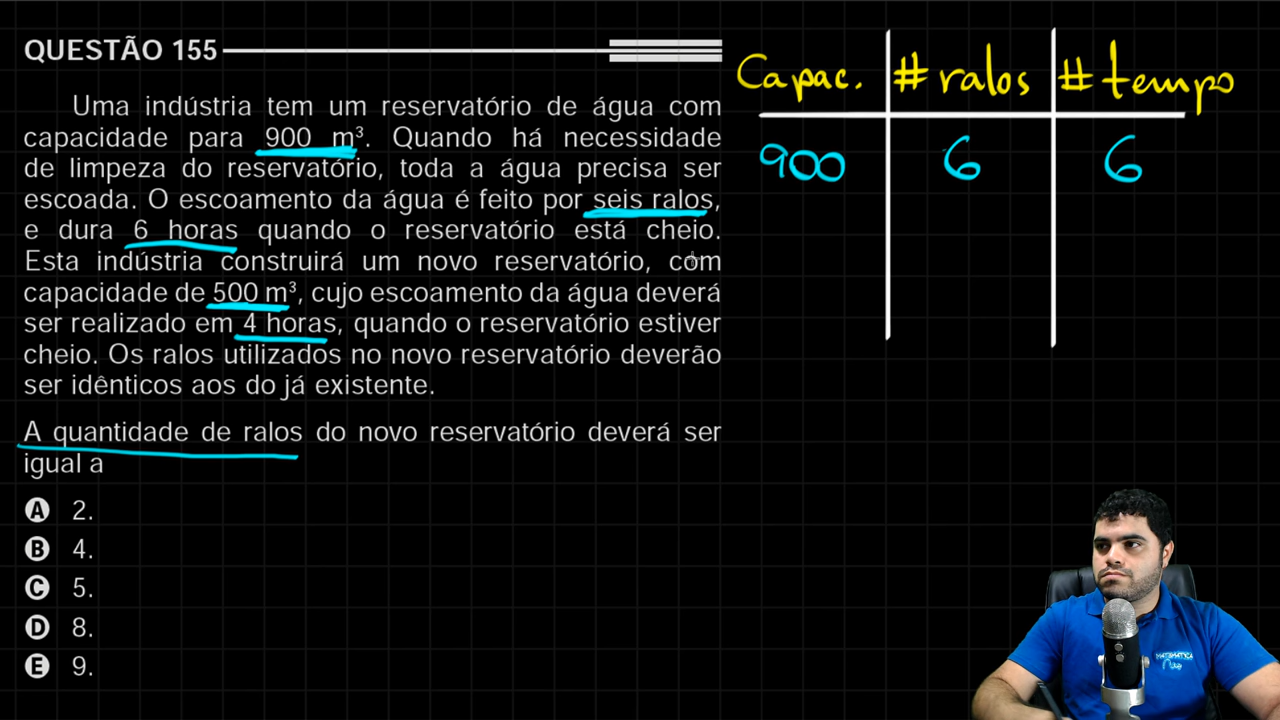 QUESTÃO 155
Uma indústria tem um reservatório de água com
capacidade para 900 m³. Quando há necessidade
de limpeza do reservatório, toda a água precisa ser
escoada. O escoamento da água é feito por seis ralos,
e dura 6 horas quando o reservatório está cheio.
Esta indústria construirá um novo reservatório, com
capacidade de 500 m³, cujo escoamento da água deverá
ser realizado em 4 horas, quando o reservatório estiver
cheio. Os ralos utilizados no novo reservatório deverão
ser idênticos aos do já existente.
A quantidade de ralos do novo reservatório deverá ser
igual a
A 2.
B 4.
C 5.
D 8.
E 9.
Capac. #ralos #tempo
900 6 6
MATEMÁTICA